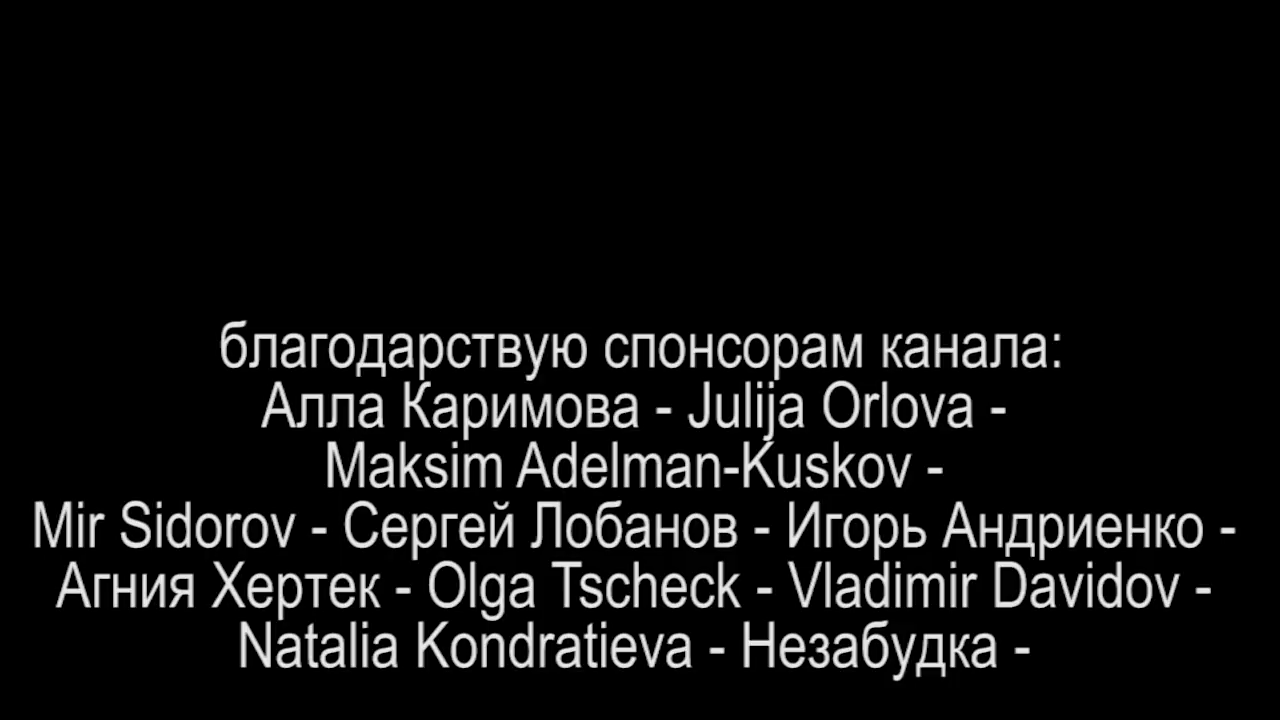 благодарствую спонсорам канала:
Алла Каримова - Julija Orlova -
Maksim Adelman-Kuskov -
Mir Sidorov - Сергей Лобанов - Игорь Андриенко -
Агния Хертек - Olga Tscheck - Vladimir Davidov -
Natalia Kondratieva - Незабудка -